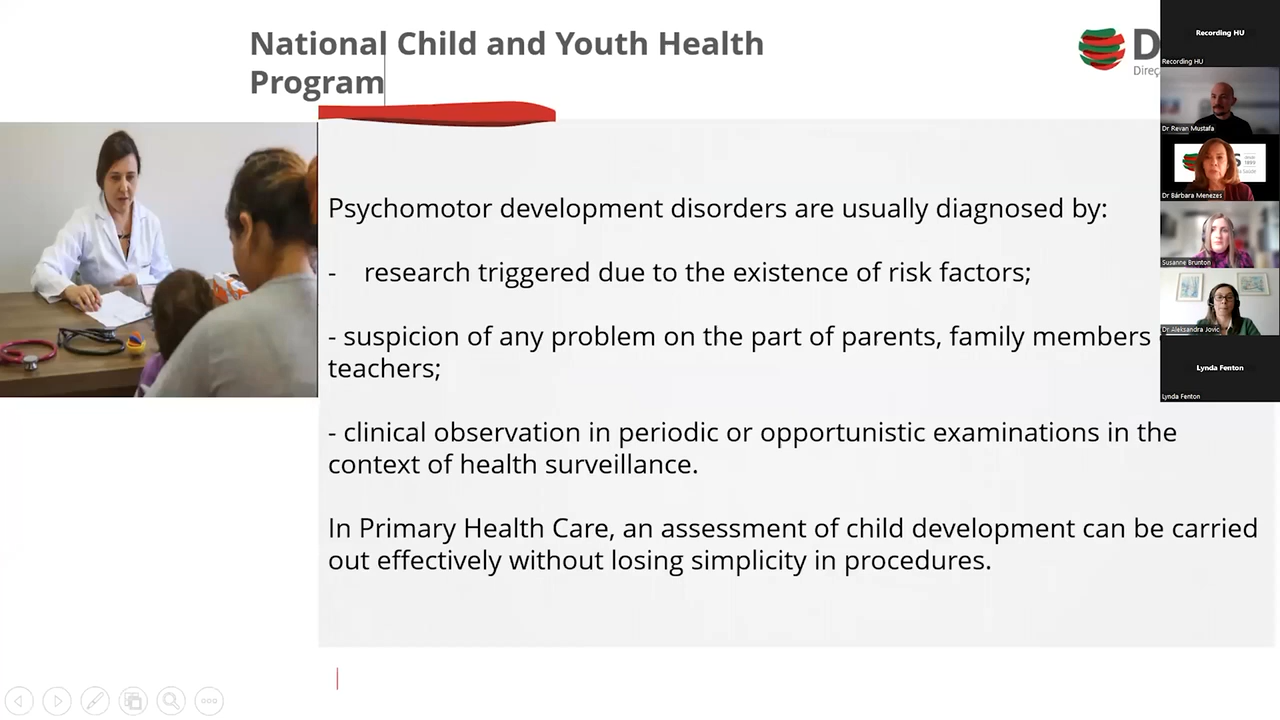 National Child and Youth Health
Program
D
Direç
Recording HU
Recording HU
Dr Revan Mustafa
Dr Bárbara Menezes
Susanne Brunton
Dr Aleksandra Jovic
Lynda Fenton
Lynda Fenton
Psychomotor development disorders are usually diagnosed by:
- research triggered due to the existence of risk factors;
- suspicion of any problem on the part of parents, family members
teachers;
- clinical observation in periodic or opportunistic examinations in the
context of health surveillance.
In Primary Health Care, an assessment of child development can be carried
out effectively without losing simplicity in procedures.